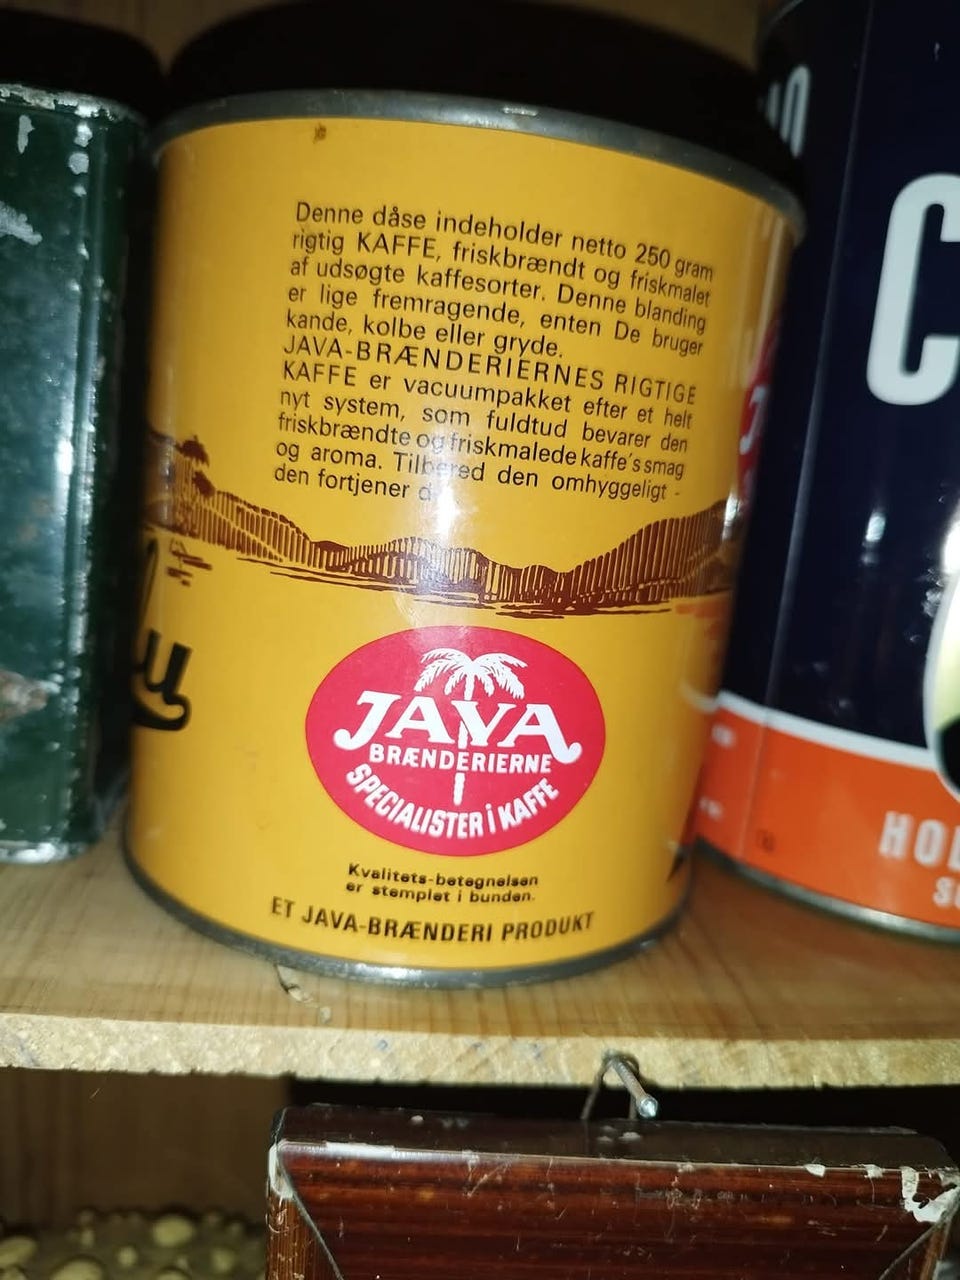 Denne dåse indeholder netto 250 gram
rigtig KAFFE, friskbrændt og friskmalet
af udsøgte kaffesorter. Denne blanding
er lige fremragende, enten De bruger
kande, kolbe eller gryde.
JAVA-BRÆNDERIERNES RIGTIGE
KAFFE er vacuumpakket efter et helt
nyt system, som fuldtud bevarer den
friskbrændte og friskmalede kaffe's smag
og aroma. Tilbered den omhyggeligt -
den fortjener
JAVA
BRÆNDERIERNE
SPECIALISTER i KAFFE
Kvalitets-betegnelsen
er stemplet i bunden.
ET JAVA-BRÆNDERI PRODUKT
C
HOL